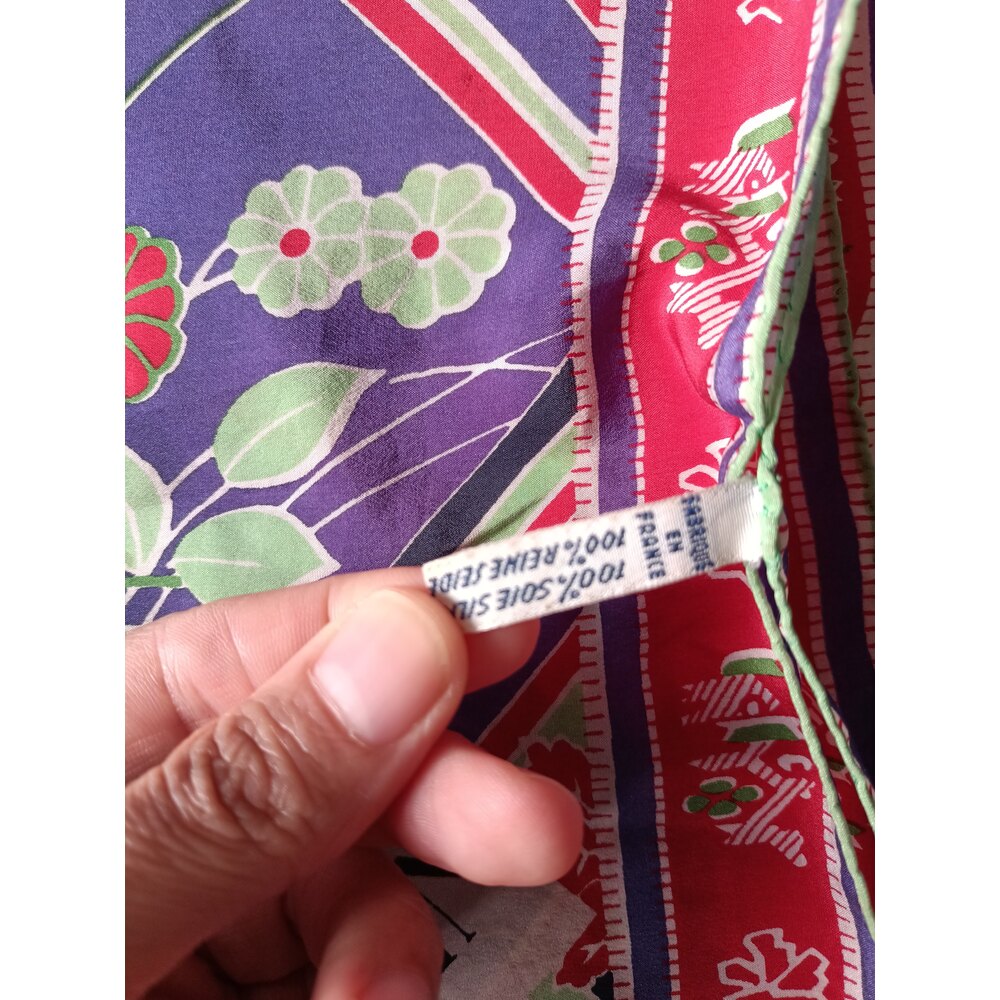 FABRIQUÉ
EN
FRANCE
100% SOIE
100% REINE SEIDE